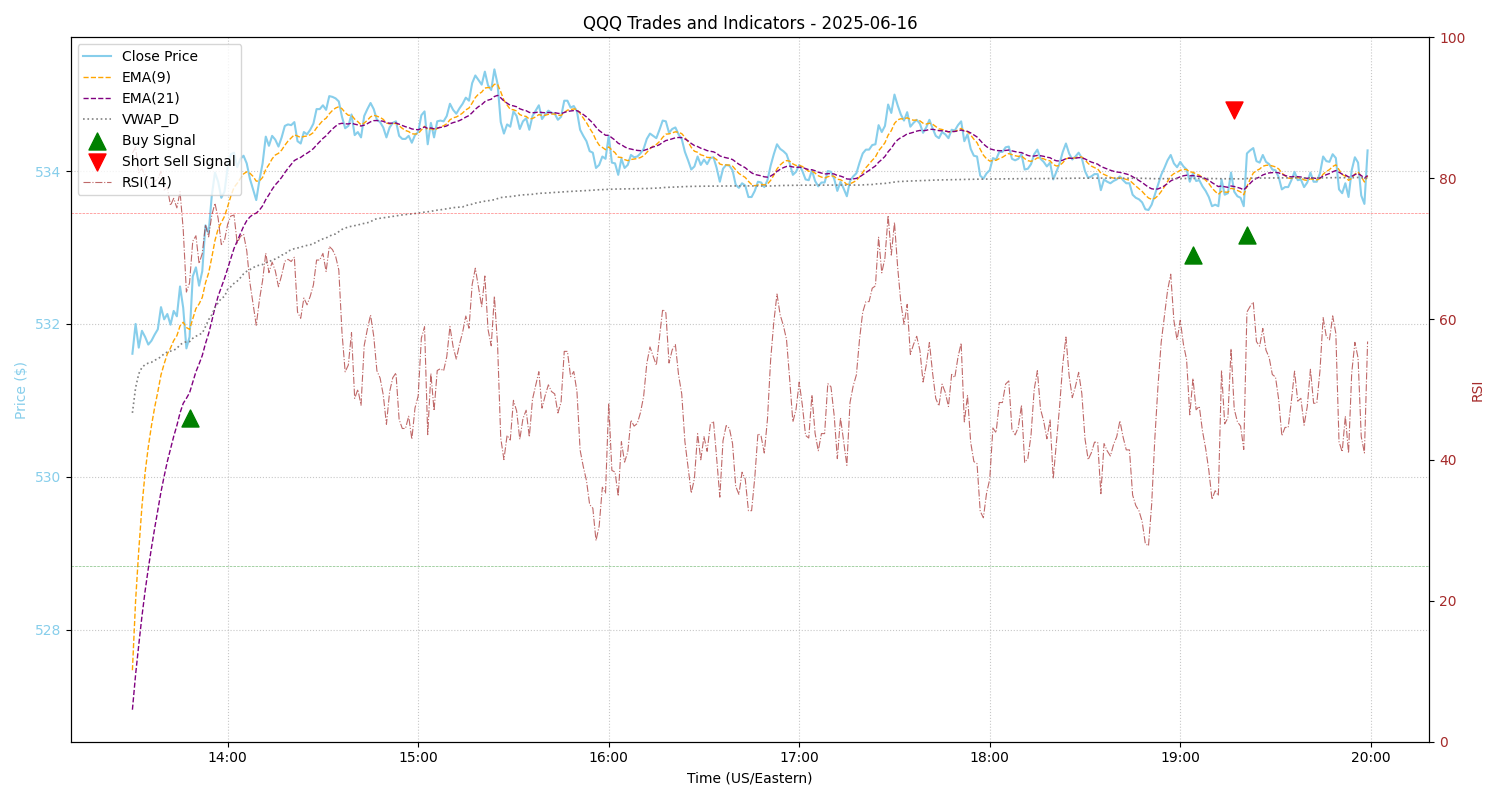 QQQ Trades and Indicators - 2025-06-16
Close Price
EMA(9)
EMA(21)
VWAP_D
Buy Signal
Short Sell Signal
RSI(14)
534
532
530
528
Price ($)
100
80
60
40
20
0
RSI
14:00 15:00 16:00 17:00 18:00 19:00 20:00
Time (US/Eastern)